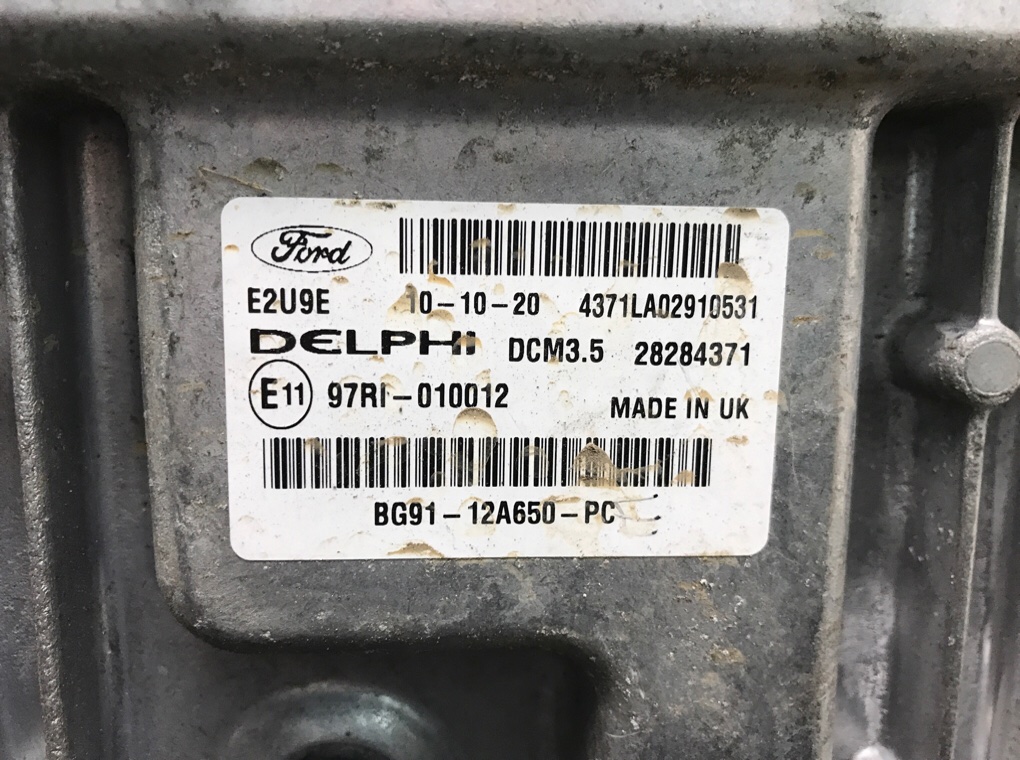 Ford
E2U9E 10-10-20 4371LA02910531
DELPHI DCM3.5 28284371
E11 97RI-010012 MADE IN UK
BG91-12A650-PC